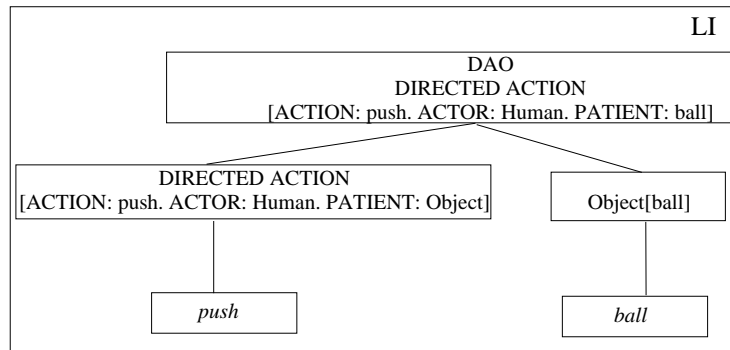 LI
DAO
DIRECTED ACTION
[ACTION: push. ACTOR: Human. PATIENT: ball]
DIRECTED ACTION
[ACTION: push. ACTOR: Human. PATIENT: Object]
Object[ball]
push
ball